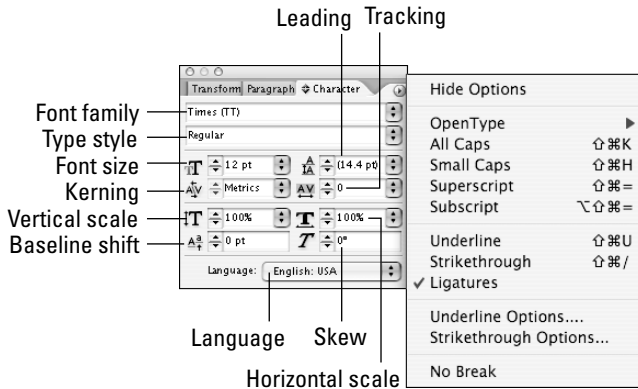 Leading Tracking
Transform Paragraph Character
Font family
Times (TT)
Type style
Regular
Font size
12 pt
(14.4 pt)
Kerning
Metrics
0
Vertical scale
100%
100%
Baseline shift
0 pt
0°
Language: English: USA
Language Skew
Horizontal scale
Hide Options
OpenType
All Caps ⇧⌘K
Small Caps ⇧⌘H
Superscript ⇧⌘=
Subscript ⌥⇧⌘=
Underline ⇧⌘U
Strikethrough ⇧⌘/
✓ Ligatures
Underline Options....
Strikethrough Options...
No Break